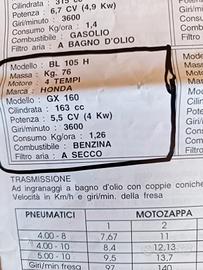 Cilindrata : 315 cc
Potenza : 6,7 CV (4,9 Kw)
Giri/minuto : 3600
Consumo Kg/ora : 1,4
Combustibile : GASOLIO
Filtro aria : A BAGNO D'OLIO
Modello : BL 105 H
Massa : Kg. 76
Motore : 4 TEMPI
Marca : HONDA
Modello : GX 160
Cilindrata : 163 cc
Potenza : 5,5 CV (4 Kw)
Giri/minuto : 3600
Consumo Kg/ora : 1,26
Combustibile : BENZINA
Filtro aria : A SECCO
TRASMISSIONE
Ad ingranaggi a bagno d'olio con coppie coniche
Velocità in Km/h e giri/min. della fresa
PNEUMATICI MOTOZAPPA
1 2
4.00 - 8 7,67 11
4.00 - 10 8,4 12,13
5.00 - 10 9,5 13,7
Giri/min fresa 97 140